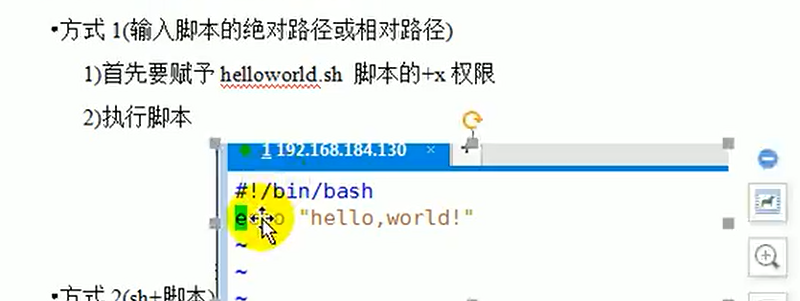 •方式 1(输入脚本的绝对路径或相对路径)
1)首先要赋予 helloworld.sh 脚本的+x 权限
2)执行脚本
1 192.168.184.130 ×
#!/bin/bash
echo "hello,world!"
~
~
•方式 2(sh+脚本)
~